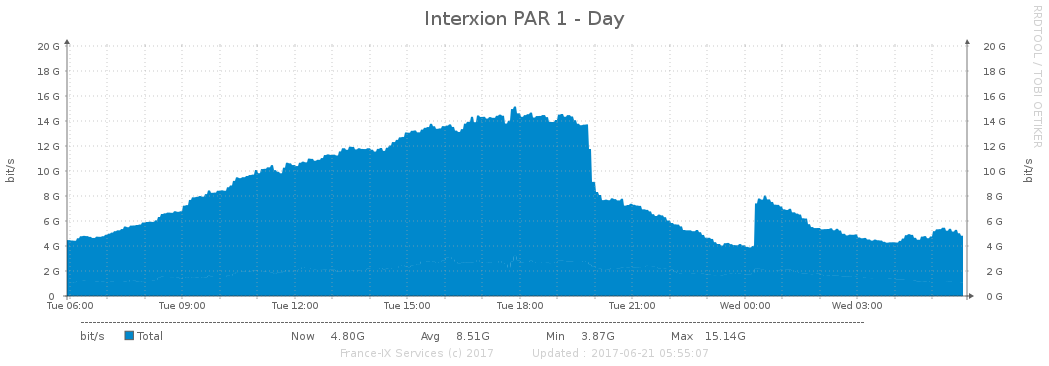 Interxion PAR 1 - Day
RRDTOOL / TOBI OETIKER
20 G 20 G
18 G 18 G
16 G 16 G
14 G 14 G
12 G 12 G
10 G 10 G
8 G 8 G
6 G 6 G
4 G 4 G
2 G 2 G
0 0 G
bit/s
bit/s
Tue 06:00 Tue 09:00 Tue 12:00 Tue 15:00 Tue 18:00 Tue 21:00 Wed 00:00 Wed 03:00
bit/s Total Now 4.80G Avg 8.51G Min 3.87G Max 15.14G
France-IX Services (c) 2017 Updated : 2017-06-21 05:55:07